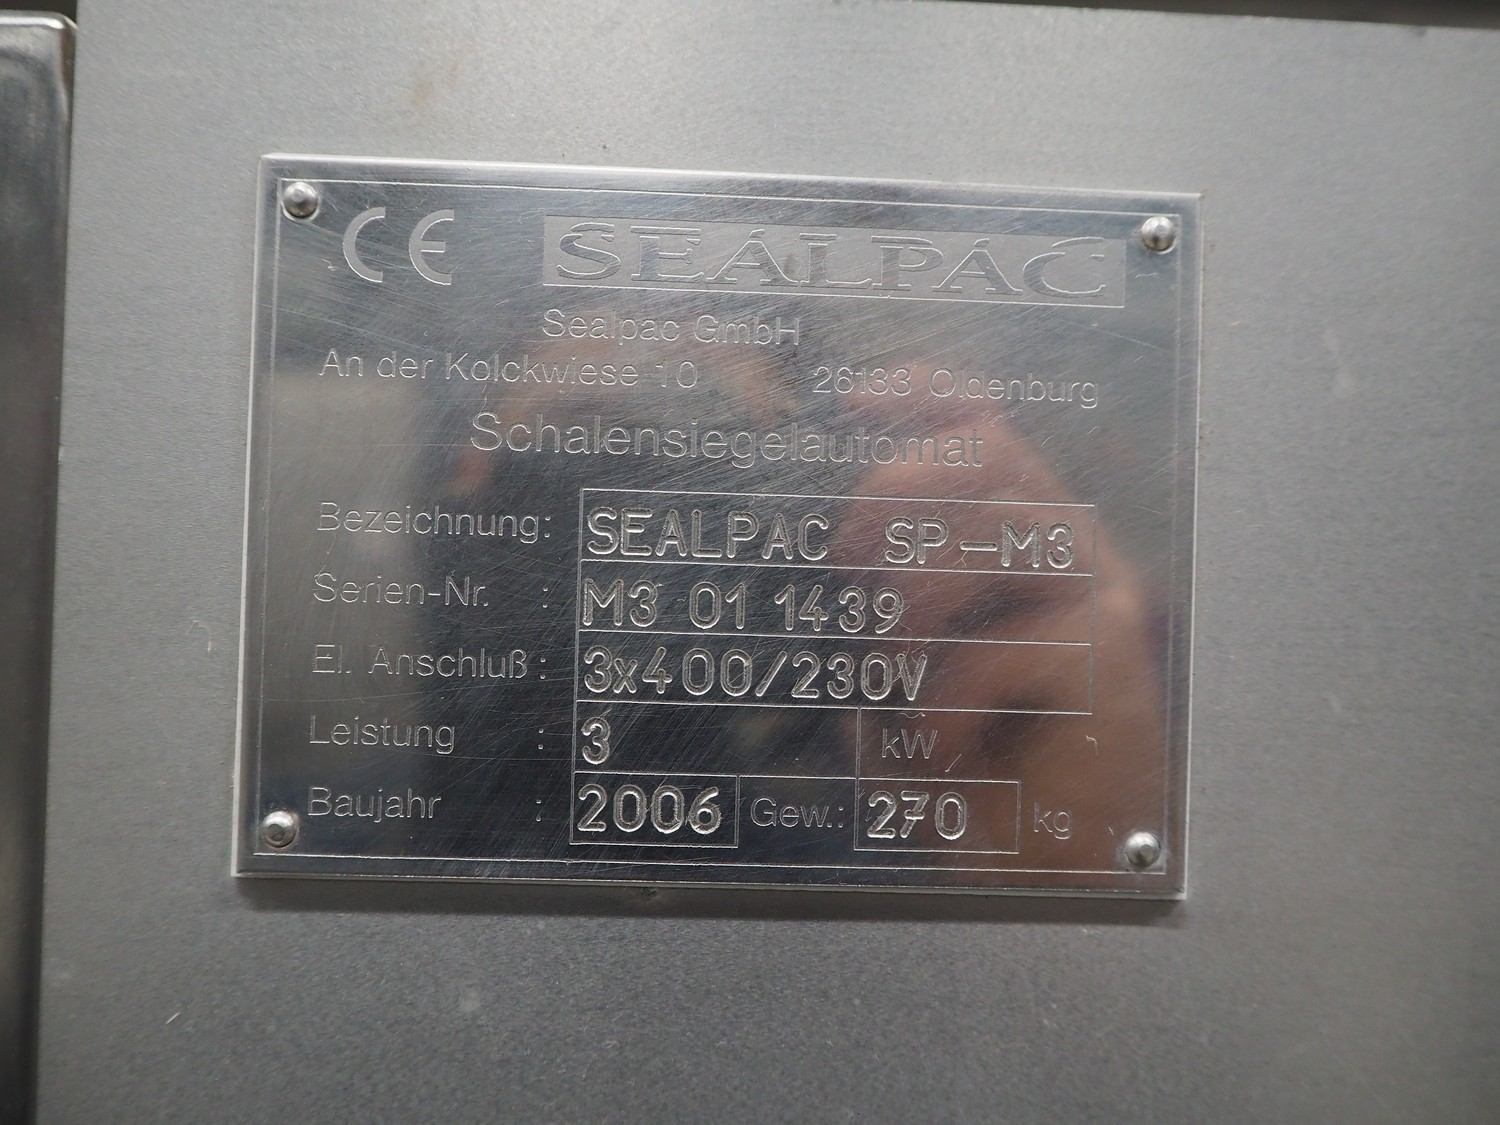 CE SEALPAC
Sealpac GmbH
An der Kolckwiese 10 26133 Oldenburg
Schalensiegelautomat
Bezeichnung: SEALPAC SP-M3
Serien-Nr. : M3 01 1439
El. Anschluß: 3x400/230V
Leistung : 3 kW
Baujahr : 2006 Gew.: 270 kg